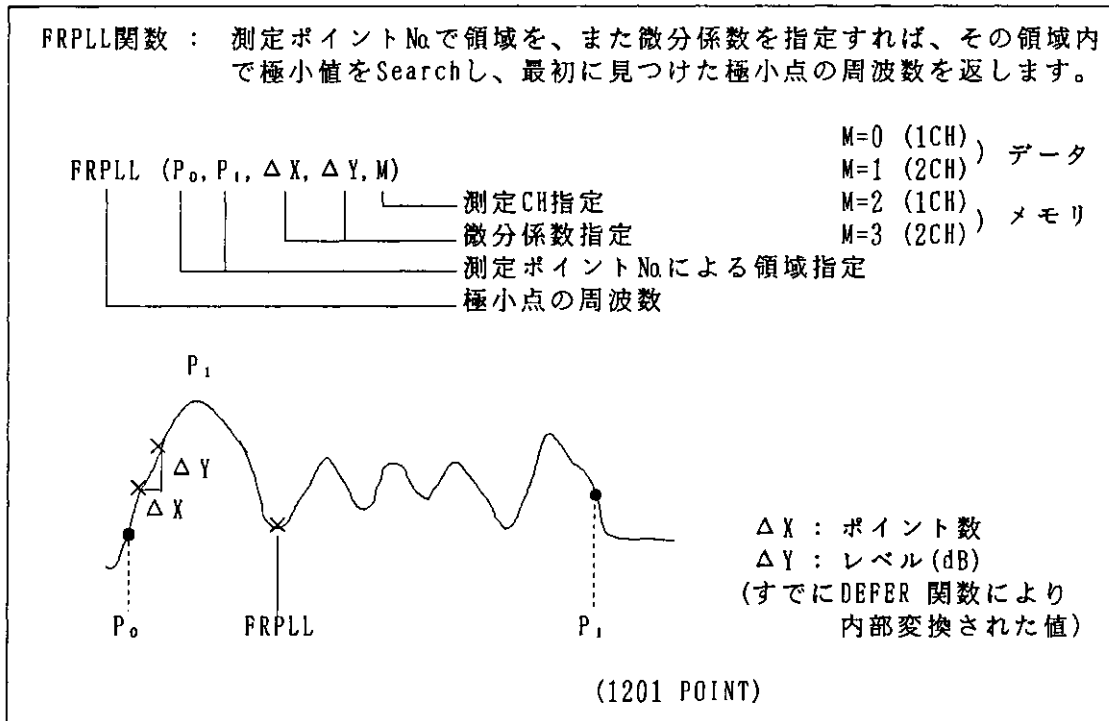 FRPLL関数 : 測定ポイント№で領域を、また微分係数を指定すれば、その領域内
で極小値をSearchし、最初に見つけた極小点の周波数を返します。
M=0 (1CH)
M=1 (2CH) ) データ
FRPLL (P₀, P₁, ΔX, ΔY, M)
測定CH指定
M=2 (1CH)
微分係数指定
M=3 (2CH) ) メモリ
測定ポイント№による領域指定
極小点の周波数
P₁
ΔY
ΔX
ΔX : ポイント数
ΔY : レベル(dB)
(すでにDEFER 関数により
内部変換された値)
P₀ FRPLL P₁
(1201 POINT)